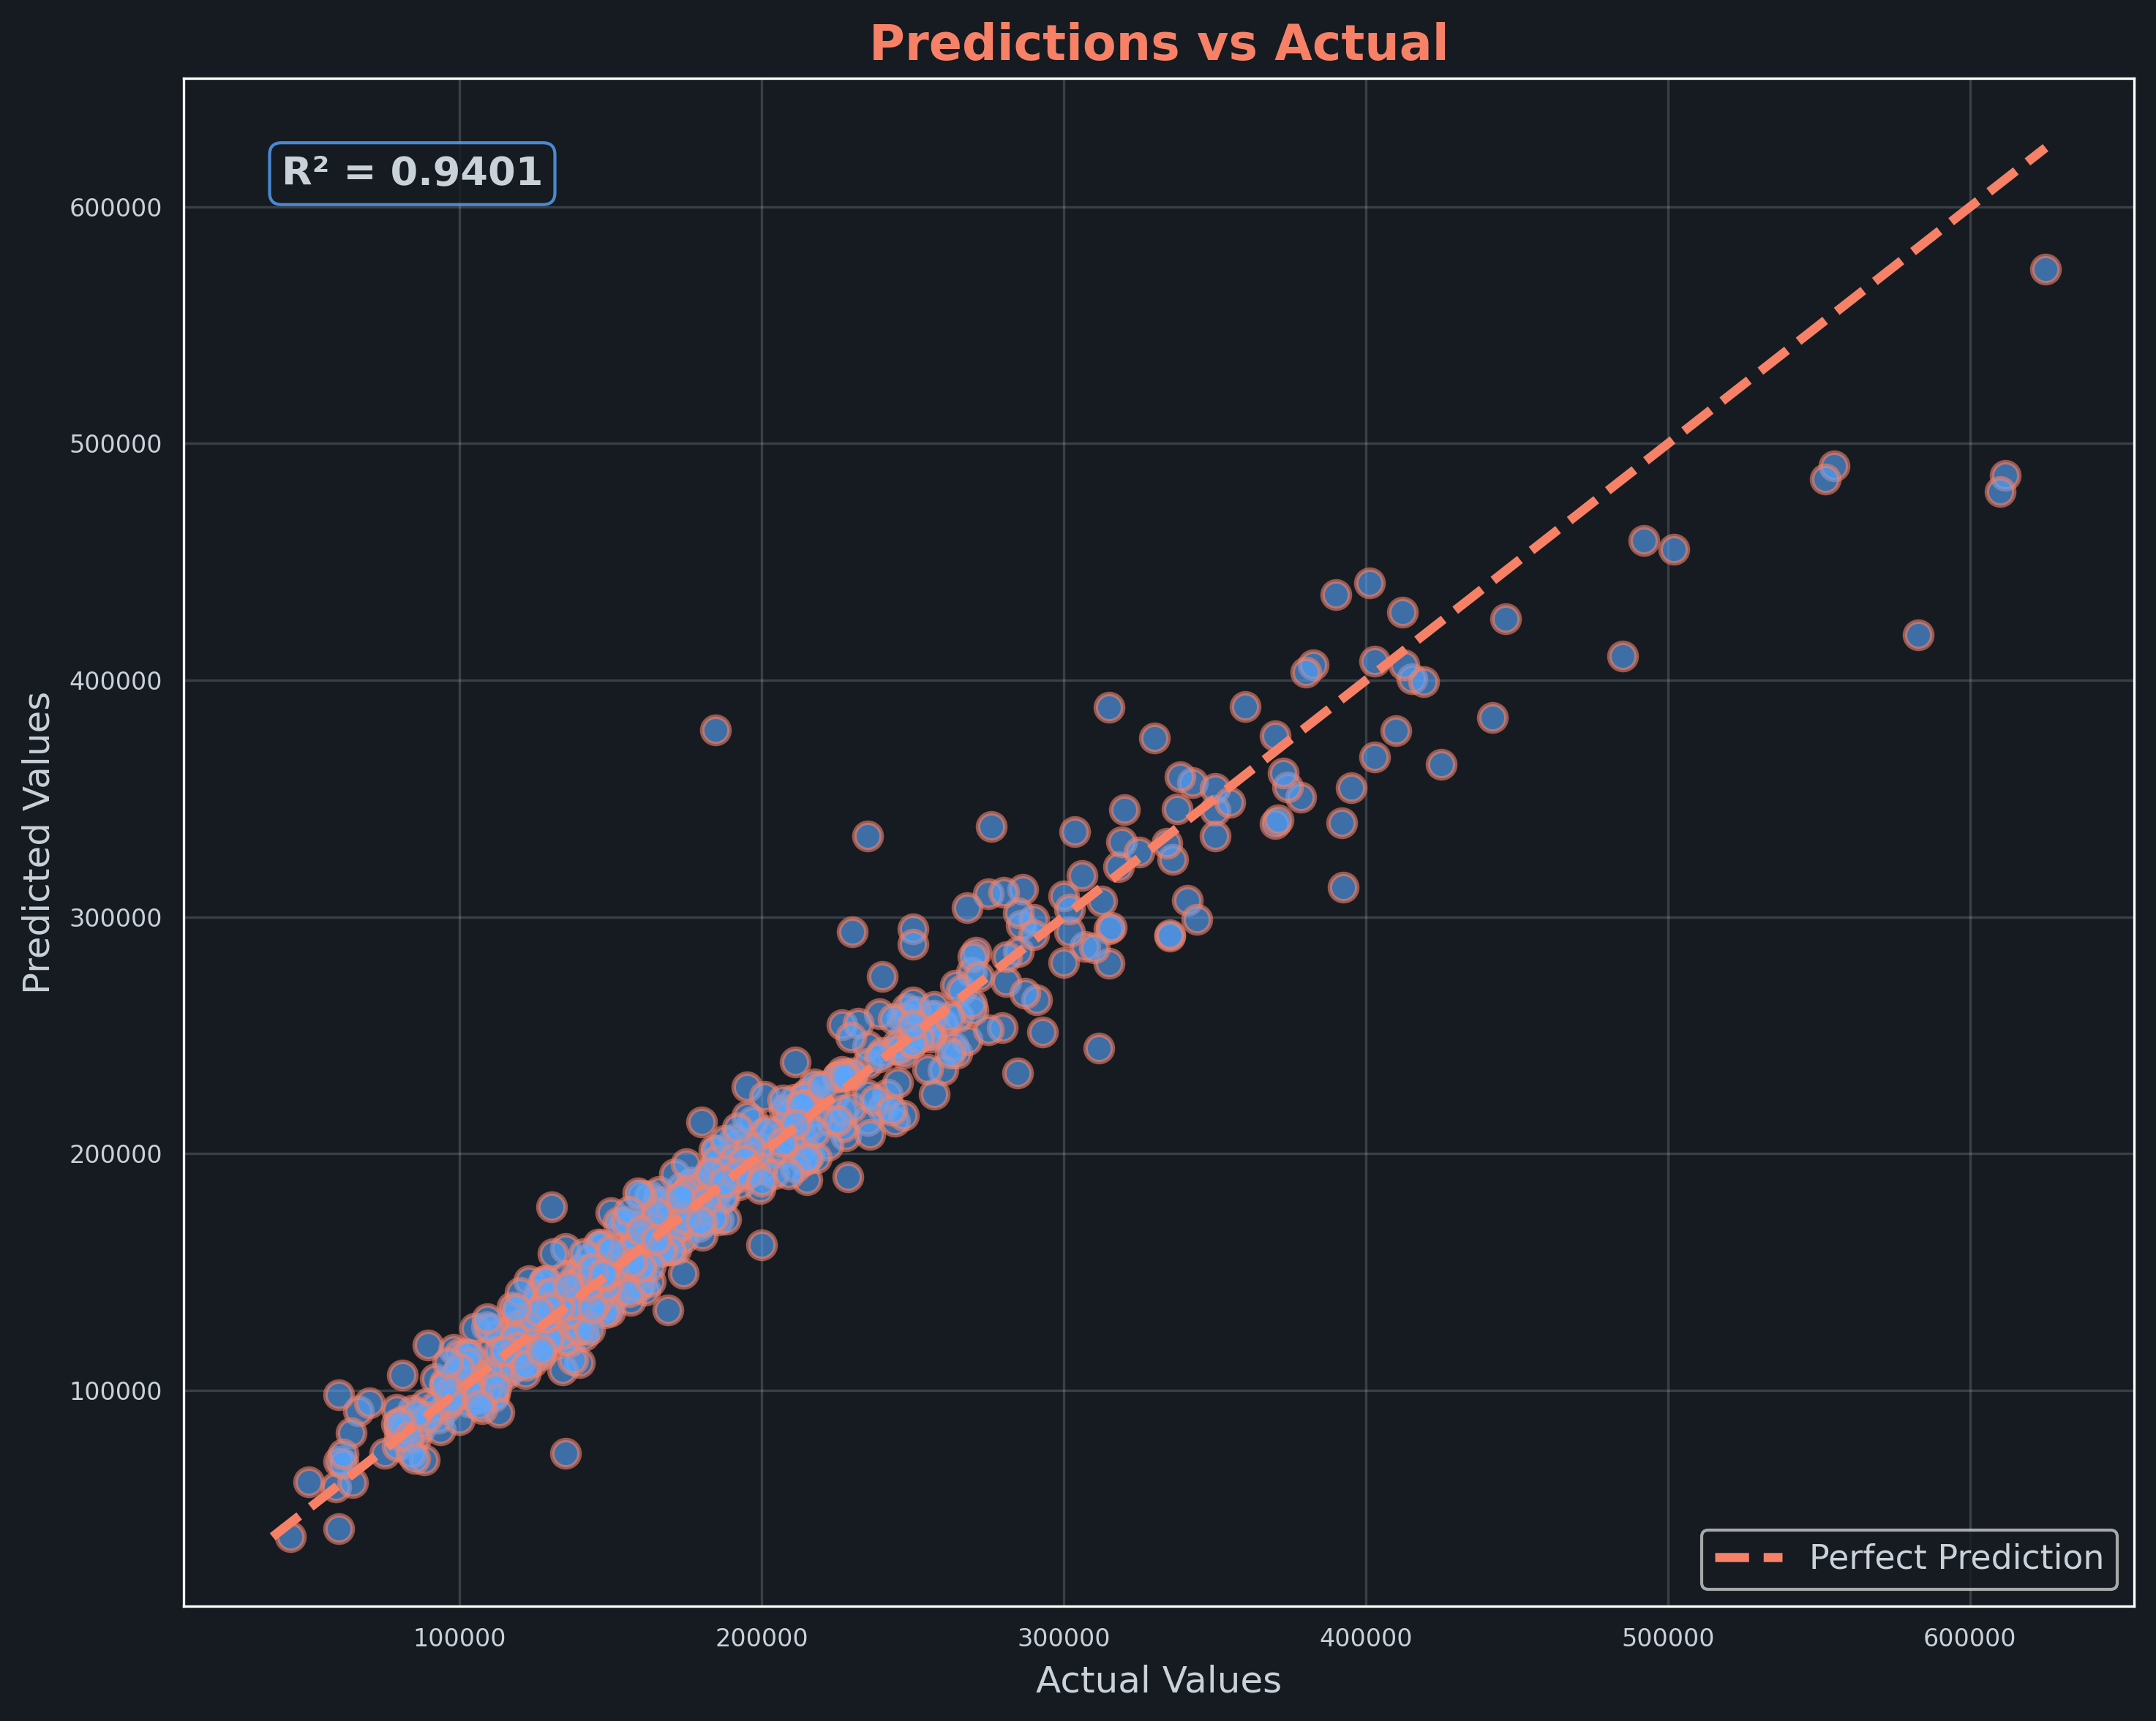 Predictions vs Actual
R² = 0.9401
Predicted Values
600000
500000
400000
300000
200000
100000
Perfect Prediction
100000 200000 300000 400000 500000 600000
Actual Values